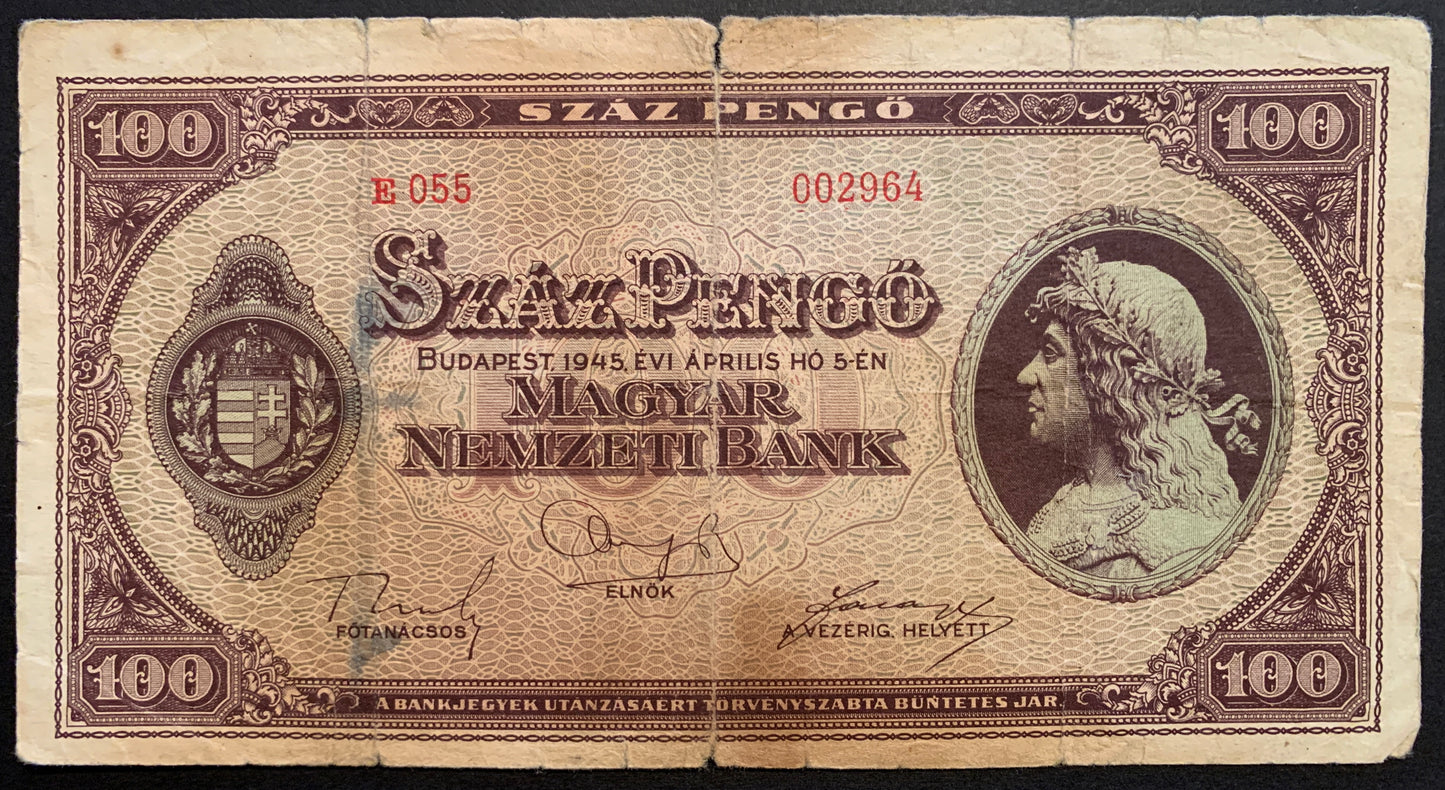 100 SZÁZ PENGŐ 100
E 055 002964
SZÁZ PENGŐ
BUDAPEST, 1945. ÉVI ÁPRILIS HÓ 5-ÉN
MAGYAR
NEMZETI BANK
ELNÖK
FŐTANÁCSOS A VEZÉRIG. HELYETT
100 100
A BANKJEGYEK UTÁNZÁSAÉRT TÖRVÉNYSZABTA BÜNTETÉS JÁR.